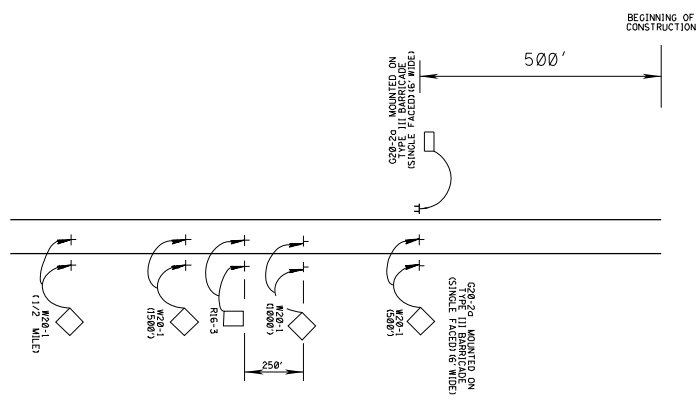 BEGINNING OF
CONSTRUCTION
500'
G20-2a MOUNTED ON
TYPE III BARRICADE
(SINGLE FACED)(6' WIDE)
W20-1
(1/2 MILE)
W20-1
(1500')
R16-3
W20-1
(1000')
250'
W20-1
(500')
G20-2a MOUNTED ON
TYPE III BARRICADE
(SINGLE FACED)(6' WIDE)